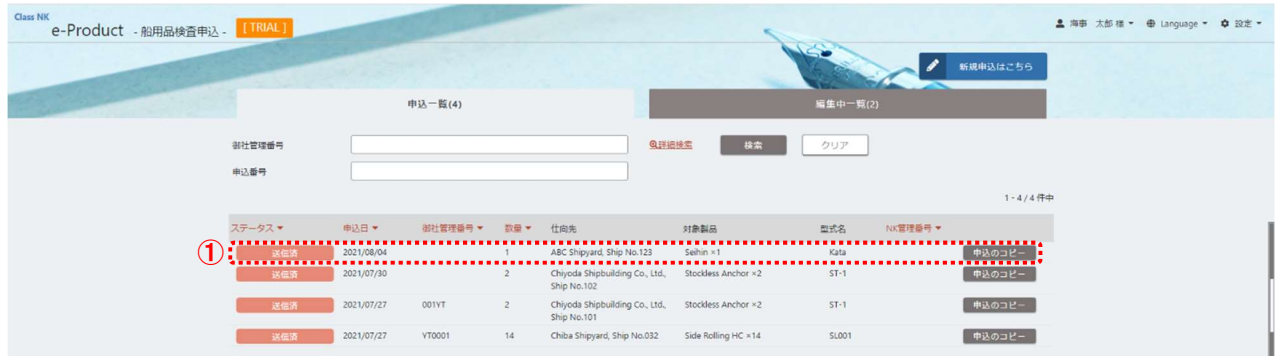 Class NK
e-Product - 船用品検査申込 - [ TRIAL ]
海事 太郎 様 Language 設定
新規申込はこちら
申込一覧(4) 編集中一覧(2)
御社管理番号 詳細検索 検索 クリア
申込番号
1 - 4 / 4 件中
ステータス 申込日 御社管理番号 数量 仕向先 対象製品 型式名 NK管理番号
① 送信済 2021/08/04 1 ABC Shipyard, Ship No.123 Seihin ×1 Kata 申込のコピー
送信済 2021/07/30 2 Chiyoda Shipbuilding Co., Ltd., Stockless Anchor ×2 ST-1 申込のコピー
Ship No.102
送信済 2021/07/27 001YT 2 Chiyoda Shipbuilding Co., Ltd., Stockless Anchor ×2 ST-1 申込のコピー
Ship No.101
送信済 2021/07/27 YT0001 14 Chiba Shipyard, Ship No.032 Side Rolling HC ×14 SL001 申込のコピー